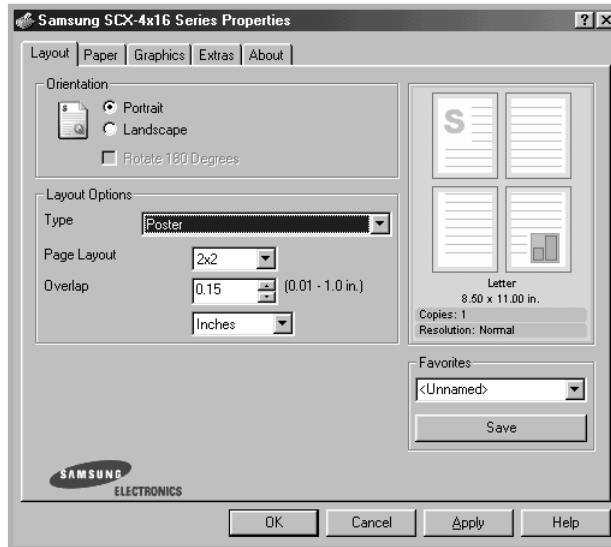 Samsung SCX-4x16 Series Properties
Layout
Paper
Graphics
Extras
About
Orientation
Portrait
Landscape
Rotate 180 Degrees
Layout Options
Type
Poster
Page Layout
2x2
Overlap
0.15
(0.01 - 1.0 in.)
Inches
S
S
Letter
8.50 x 11.00 in.
Copies: 1
Resolution: Normal
Favorites
<Unnamed>
Save
SAMSUNG
ELECTRONICS
OK
Cancel
Apply
Help